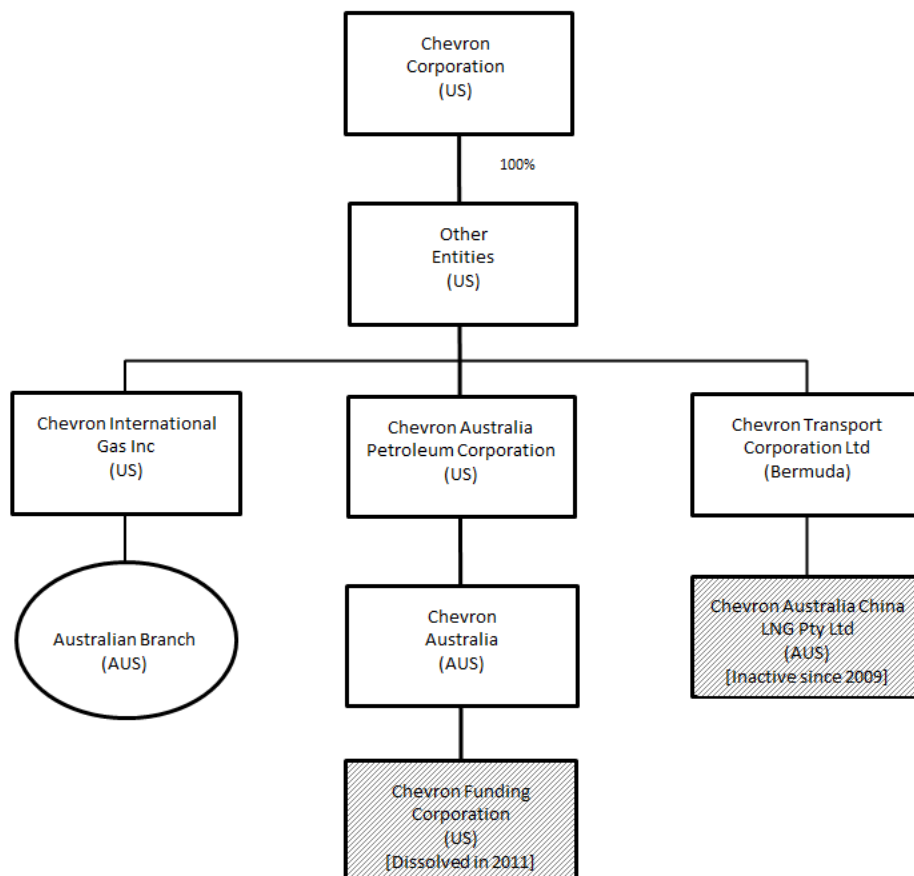 Chevron
Corporation
(US)
100%
Other
Entities
(US)
Chevron International
Gas Inc
(US)
Chevron Australia
Petroleum Corporation
(US)
Chevron Transport
Corporation Ltd
(Bermuda)
Australian Branch
(AUS)
Chevron
Australia
(AUS)
Chevron Australia China
LNG Pty Ltd
(AUS)
[Inactive since 2009]
Chevron Funding
Corporation
(US)
[Dissolved in 2011]